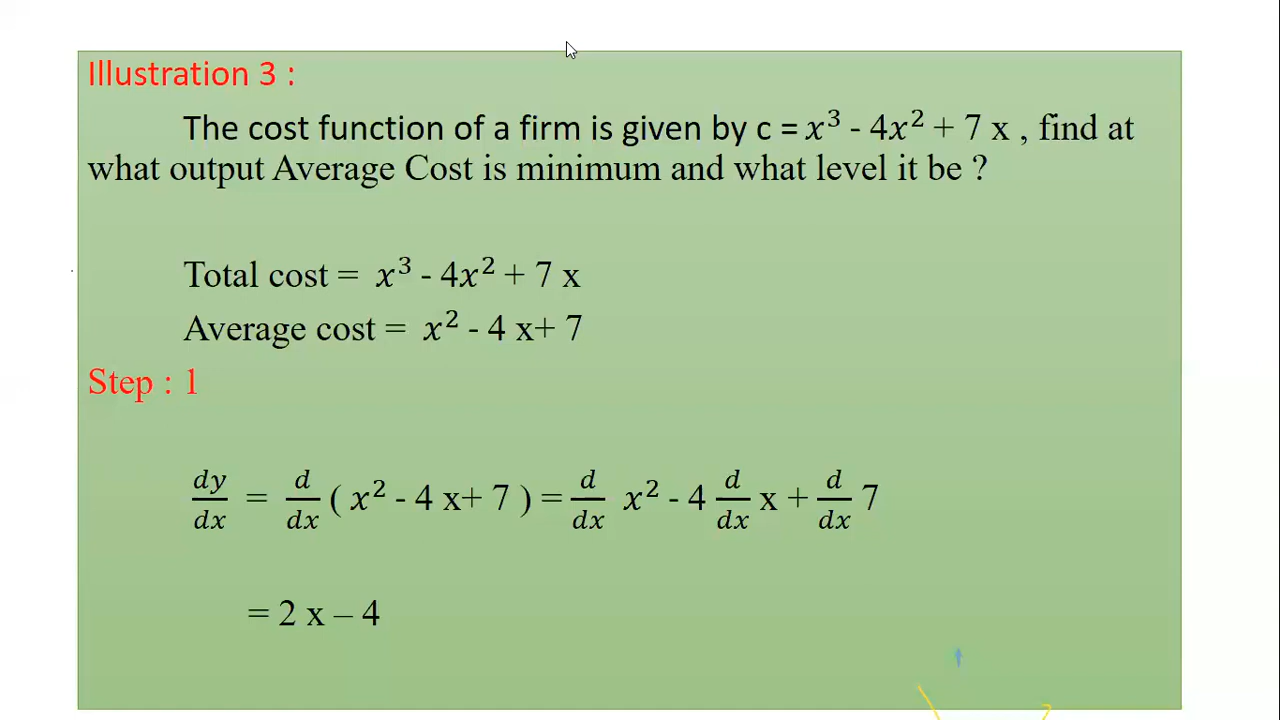 Illustration 3 :
The cost function of a firm is given by c = x³ - 4x² + 7 x , find at
what output Average Cost is minimum and what level it be ?
Total cost = x³ - 4x² + 7 x
Average cost = x² - 4 x+ 7
Step : 1
dy/dx = d/dx ( x² - 4 x+ 7 ) = d/dx x² - 4 d/dx x + d/dx 7
= 2 x – 4